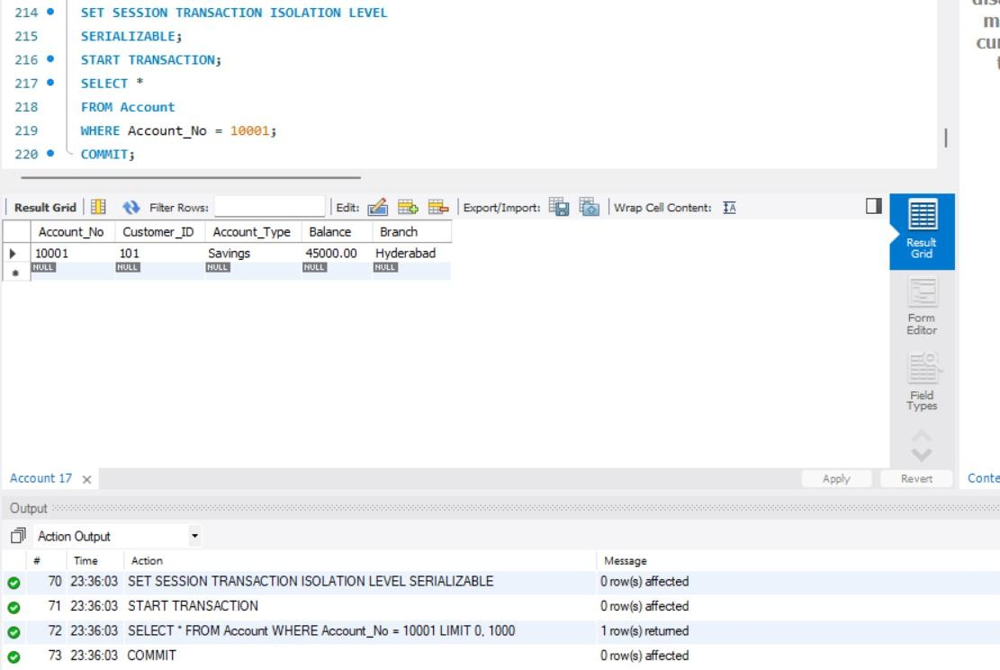 214 SET SESSION TRANSACTION ISOLATION LEVEL
215 SERIALIZABLE;
216 START TRANSACTION;
217 SELECT *
218 FROM Account
219 WHERE Account_No = 10001;
220 COMMIT;
Result Grid Filter Rows: Edit: Export/Import: Wrap Cell Content:
Account_No Customer_ID Account_Type Balance Branch
10001 101 Savings 45000.00 Hyderabad
NULL NULL NULL NULL NULL
Result
Grid
Form
Editor
Field
Types
Account 17
Apply Revert Conte
Output
Action Output
# Time Action Message
70 23:36:03 SET SESSION TRANSACTION ISOLATION LEVEL SERIALIZABLE 0 row(s) affected
71 23:36:03 START TRANSACTION 0 row(s) affected
72 23:36:03 SELECT * FROM Account WHERE Account_No = 10001 LIMIT 0, 1000 1 row(s) returned
73 23:36:03 COMMIT 0 row(s) affected